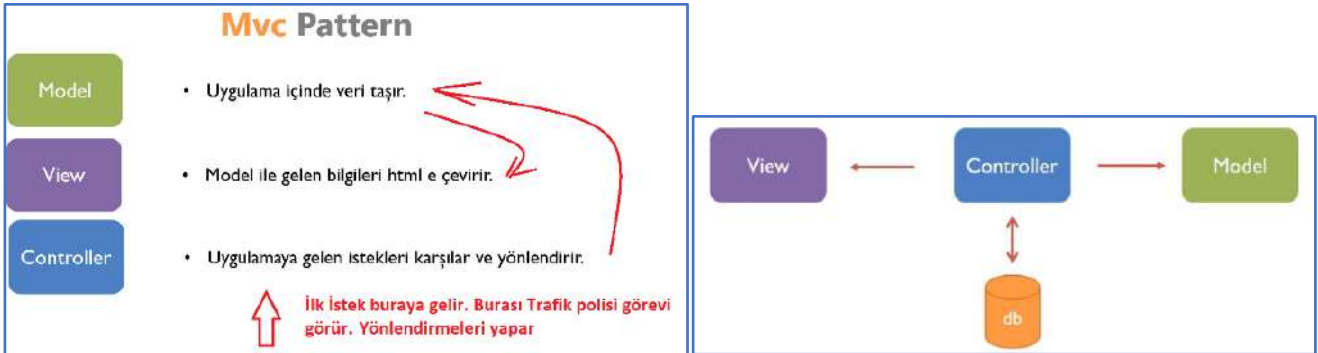 Mvc Pattern
Model
• Uygulama içinde veri taşır.
View
• Model ile gelen bilgileri html e çevirir.
Controller
• Uygulamaya gelen istekleri karşılar ve yönlendirir.
İlk İstek buraya gelir. Burası Trafik polisi görevi
görür. Yönlendirmeleri yapar
View
Controller
Model
db